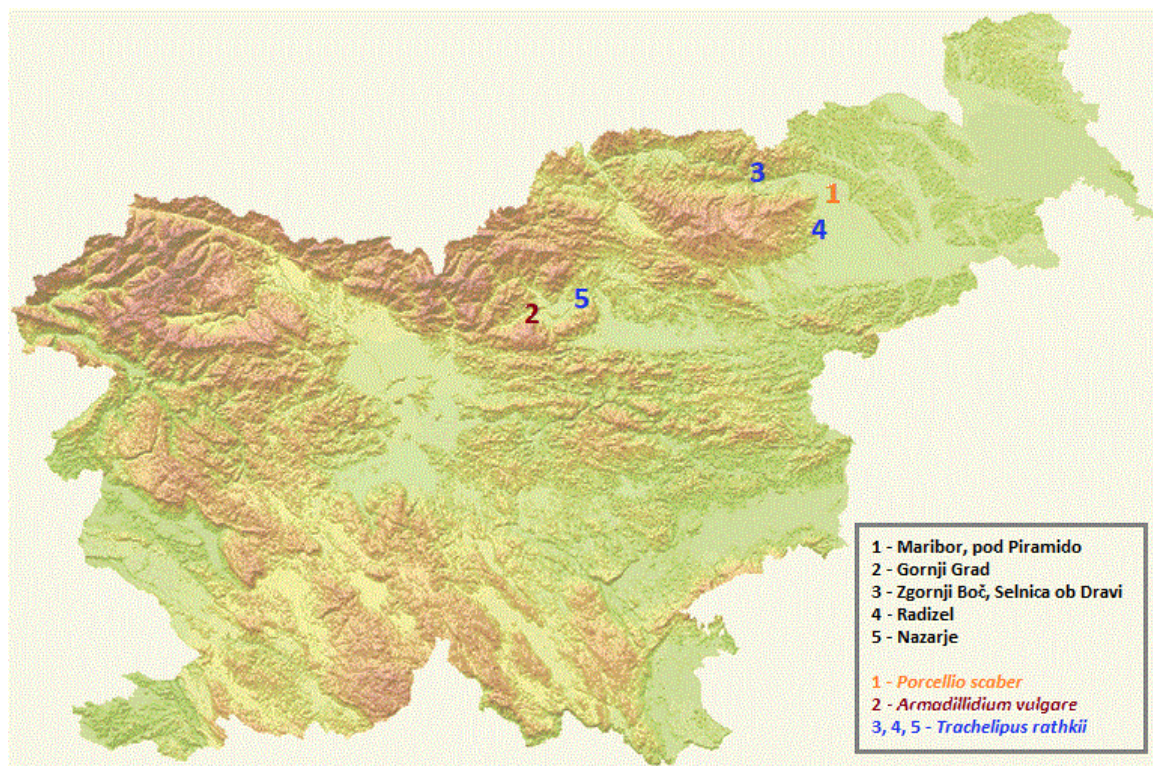 3
1
4
5
2
1 - Maribor, pod Piramido
2 - Gornji Grad
3 - Zgornji Boč, Selnica ob Dravi
4 - Radizel
5 - Nazarje
1 - Porcellio scaber
2 - Armadillidium vulgare
3, 4, 5 - Trachelipus rathkii